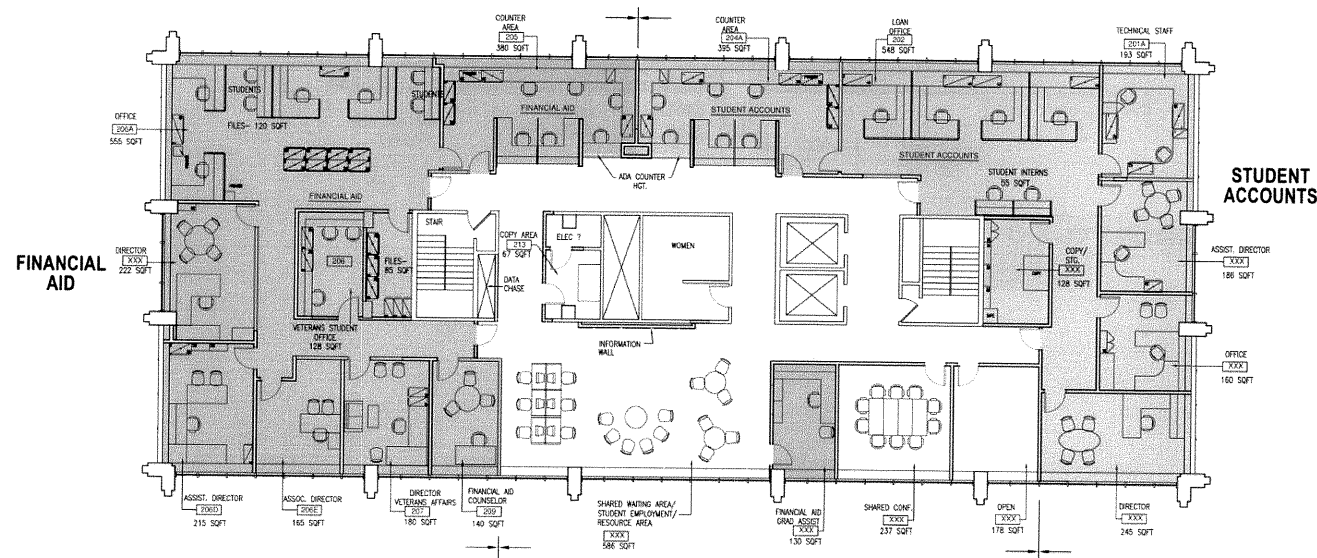 COUNTER
AREA
205
380 SQFT
COUNTER
AREA
204A
395 SQFT
LOAN
OFFICE
202
548 SQFT
TECHNICAL STAFF
201A
193 SQFT
STUDENTS
STUDENTS
FINANCIAL AID
STUDENT ACCOUNTS
OFFICE
206A
555 SQFT
FILES- 120 SQFT
STUDENT ACCOUNTS
ADA COUNTER
HGT.
STUDENT INTERNS
55 SQFT
STUDENT
ACCOUNTS
FINANCIAL AID
STAIR
COPY AREA
213
67 SQFT
ELEC ?
WOMEN
FINANCIAL
AID
DIRECTOR
XXX
222 SQFT
206
FILES-
85 SQFT
DATA
CHASE
COPY/
STG.
XXX
128 SQFT
COPY
ASSIST. DIRECTOR
XXX
186 SQFT
VETERANS STUDENT
OFFICE
128 SQFT
INFORMATION
WALL
OFFICE
XXX
160 SQFT
ASSIST. DIRECTOR
206D
215 SQFT
ASSOC. DIRECTOR
206E
165 SQFT
DIRECTOR
VETERANS AFFAIRS
207
180 SQFT
FINANCIAL AID
COUNSELOR
209
140 SQFT
SHARED WAITING AREA/
STUDENT EMPLOYMENT/
RESOURCE AREA
XXX
586 SQFT
FINANCIAL AID
GRAD ASSIST
XXX
130 SQFT
SHARED CONF.
XXX
237 SQFT
OPEN
XXX
178 SQFT
DIRECTOR
XXX
245 SQFT